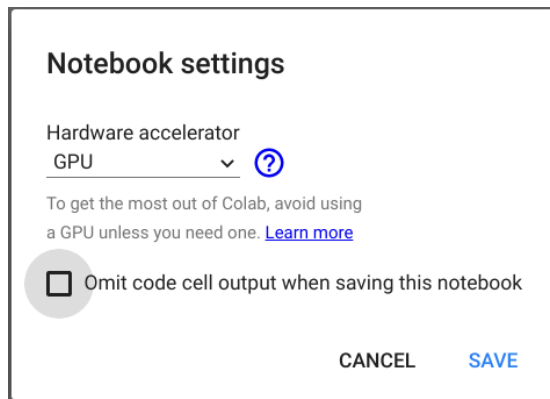 Notebook settings
Hardware accelerator
GPU
?
To get the most out of Colab, avoid using
a GPU unless you need one. Learn more
Omit code cell output when saving this notebook
CANCEL SAVE